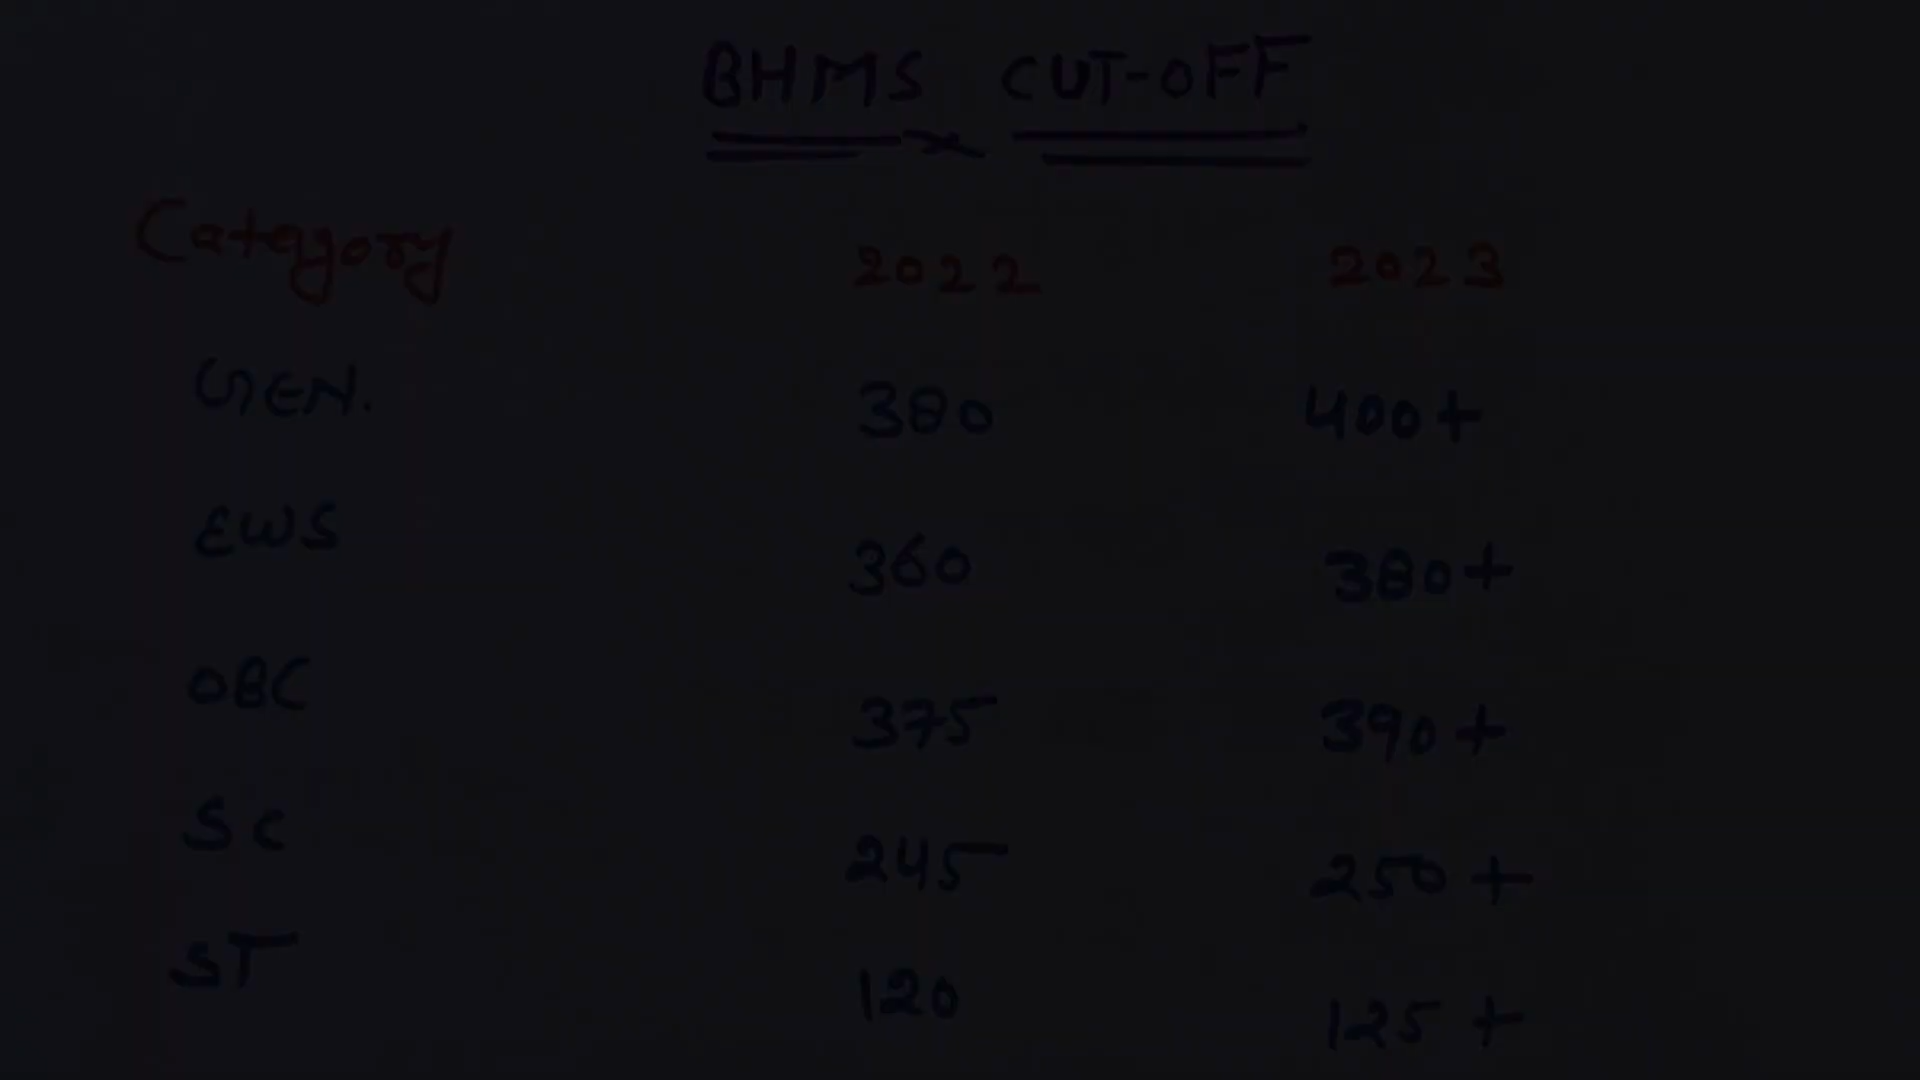 BHMS CUT-OFF
Category 2022 2023
GEN. 380 400+
EWS 360 380+
OBC 375 390+
SC 245 250+
ST 120 125+